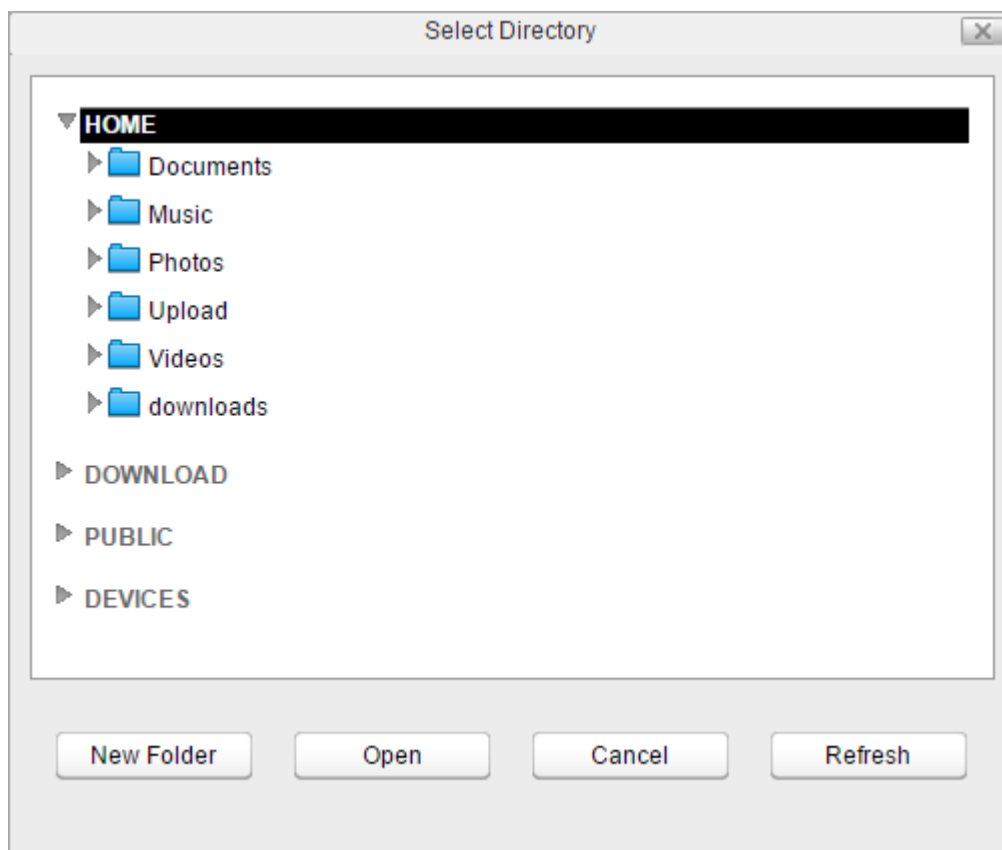 Select Directory
HOME
Documents
Music
Photos
Upload
Videos
downloads
DOWNLOAD
PUBLIC
DEVICES
New Folder Open Cancel Refresh